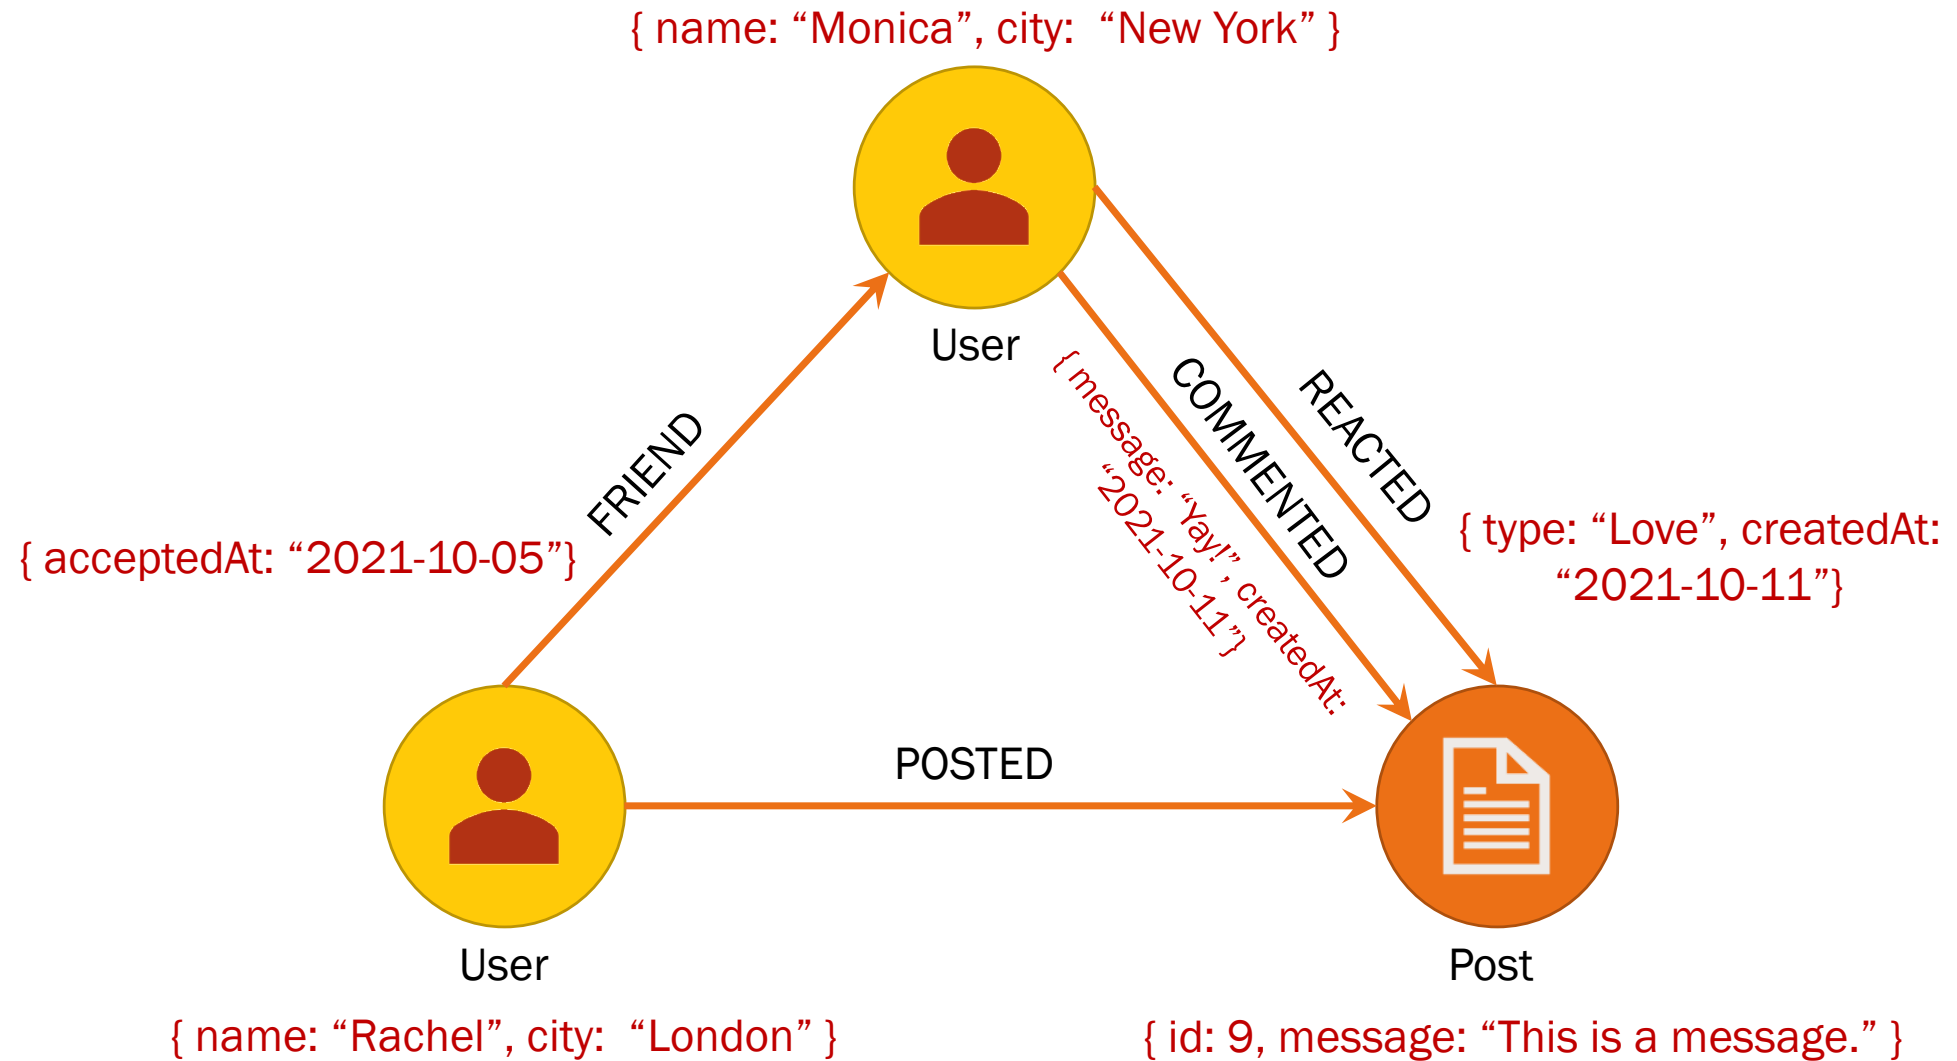 { name: “Monica”, city:  “New York” }
User
FRIEND
{ acceptedAt: “2021-10-05”}
{ message: “Yay!”, createdAt:
“2021-10-11”}
COMMENTED
REACTED
{ type: “Love”, createdAt:
“2021-10-11”}
POSTED
User
{ name: “Rachel”, city:  “London” }
Post
{ id: 9, message: “This is a message.” }